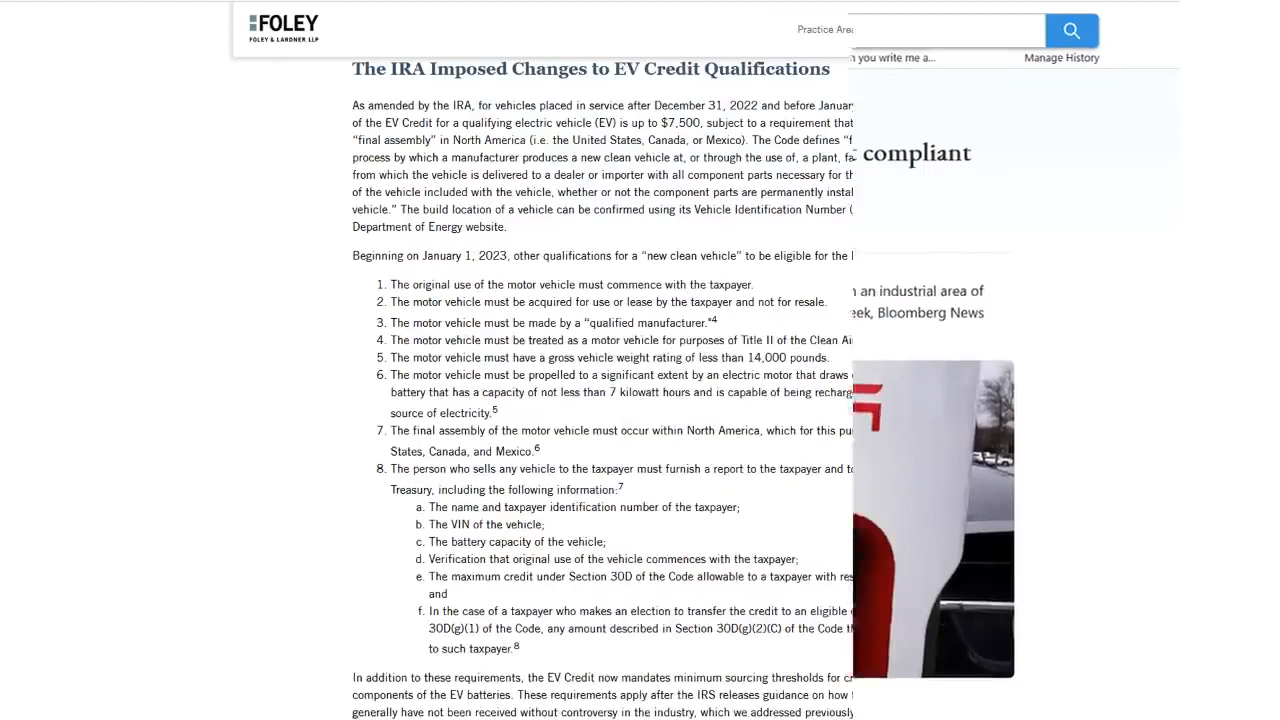 FOLEY
FOLEY & LARDNER LLP
Practice Area
you write me a...
Manage History
The IRA Imposed Changes to EV Credit Qualifications
As amended by the IRA, for vehicles placed in service after December 31, 2022 and before January
of the EV Credit for a qualifying electric vehicle (EV) is up to $7,500, subject to a requirement that
“final assembly” in North America (i.e. the United States, Canada, or Mexico). The Code defines “f
process by which a manufacturer produces a new clean vehicle at, or through the use of, a plant, fa
from which the vehicle is delivered to a dealer or importer with all component parts necessary for th
of the vehicle included with the vehicle, whether or not the component parts are permanently instal
vehicle.” The build location of a vehicle can be confirmed using its Vehicle Identification Number (
Department of Energy website.
Beginning on January 1, 2023, other qualifications for a “new clean vehicle” to be eligible for the
1. The original use of the motor vehicle must commence with the taxpayer.
2. The motor vehicle must be acquired for use or lease by the taxpayer and not for resale.
3. The motor vehicle must be made by a “qualified manufacturer.”4
4. The motor vehicle must be treated as a motor vehicle for purposes of Title II of the Clean Ai
5. The motor vehicle must have a gross vehicle weight rating of less than 14,000 pounds.
6. The motor vehicle must be propelled to a significant extent by an electric motor that draws
battery that has a capacity of not less than 7 kilowatt hours and is capable of being recharg
source of electricity.5
7. The final assembly of the motor vehicle must occur within North America, which for this pu
States, Canada, and Mexico.6
8. The person who sells any vehicle to the taxpayer must furnish a report to the taxpayer and to
Treasury, including the following information:7
a. The name and taxpayer identification number of the taxpayer;
b. The VIN of the vehicle;
c. The battery capacity of the vehicle;
d. Verification that original use of the vehicle commences with the taxpayer;
e. The maximum credit under Section 30D of the Code allowable to a taxpayer with res
and
f. In the case of a taxpayer who makes an election to transfer the credit to an eligible
30D(g)(1) of the Code, any amount described in Section 30D(g)(2)(C) of the Code th
to such taxpayer.8
In addition to these requirements, the EV Credit now mandates minimum sourcing thresholds for cr
components of the EV batteries. These requirements apply after the IRS releases guidance on how
generally have not been received without controversy in the industry, which we addressed previously
compliant
an industrial area of
eek, Bloomberg News